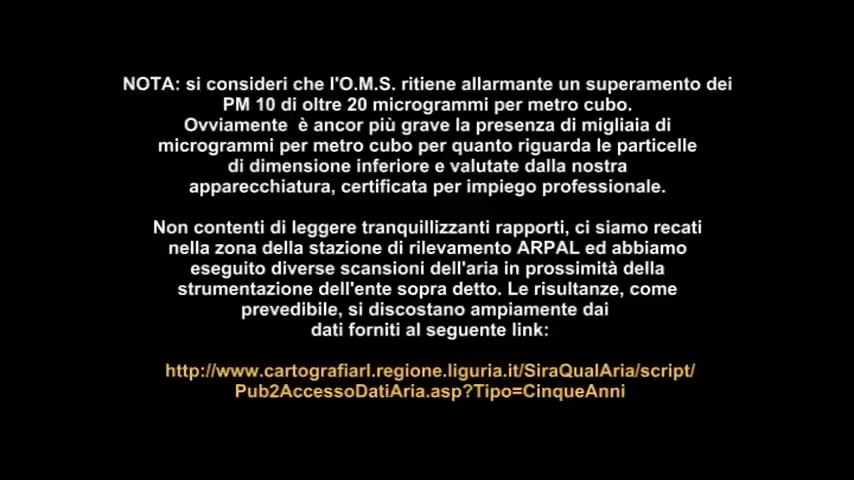 NOTA: si consideri che l'O.M.S. ritiene allarmante un superamento dei
PM 10 di oltre 20 microgrammi per metro cubo.
Ovviamente è ancor più grave la presenza di migliaia di
microgrammi per metro cubo per quanto riguarda le particelle
di dimensione inferiore e valutate dalla nostra
apparecchiatura, certificata per impiego professionale.
Non contenti di leggere tranquillizzanti rapporti, ci siamo recati
nella zona della stazione di rilevamento ARPAL ed abbiamo
eseguito diverse scansioni dell'aria in prossimità della
strumentazione dell'ente sopra detto. Le risultanze, come
prevedibile, si discostano ampiamente dai
dati forniti al seguente link:
http://www.cartografiarl.regione.liguria.it/SiraQualAria/script/
Pub2AccessoDatiAria.asp?Tipo=CinqueAnni